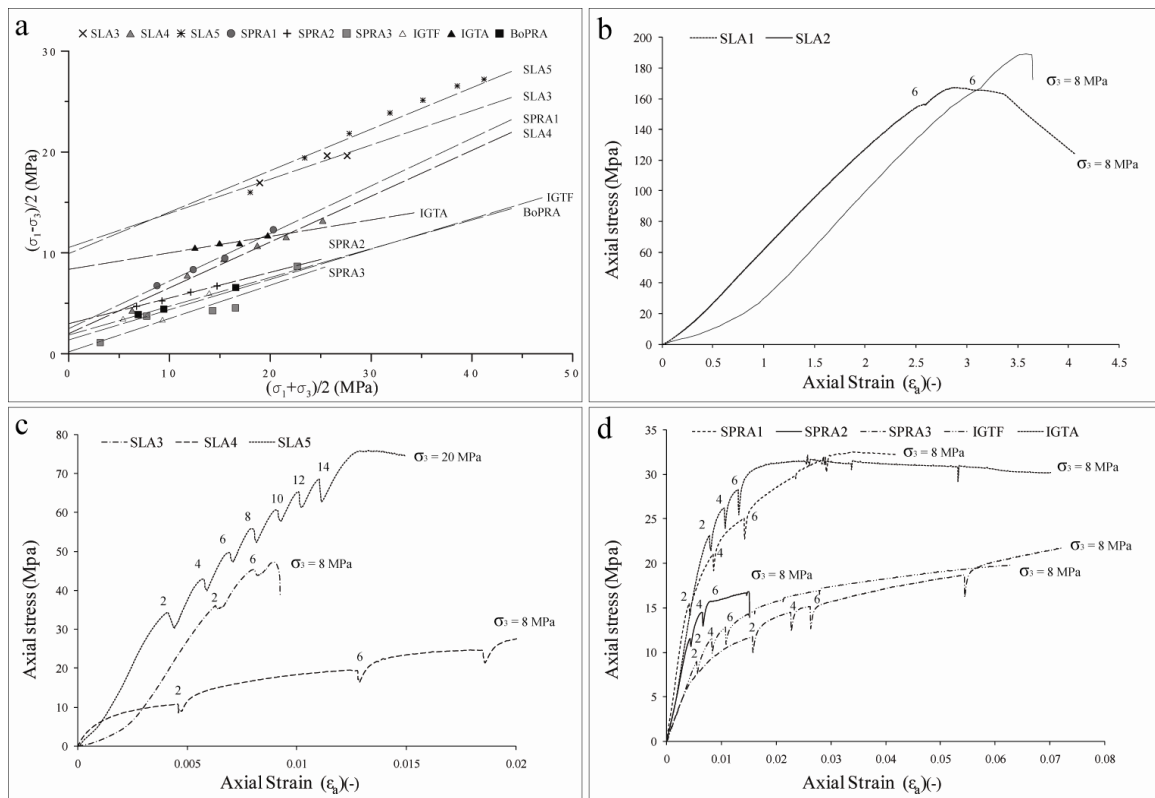 a
SLA3 SLA4 SLA5 SPRA1 SPRA2 SPRA3 IGTF IGTA BoPRA
30
20
10
0
0
10
20
30
40
50
(σ1-σ3)/2 (MPa)
(σ1+σ3)/2 (MPa)
SLA5
SLA3
SPRA1
SLA4
IGTA
IGTF
BoPRA
SPRA2
SPRA3
b
SLA1 SLA2
200
180
160
140
120
100
80
60
40
20
0
0 0.5 1 1.5 2 2.5 3 3.5 4 4.5
Axial stress (Mpa)
Axial Strain (εa)(-)
6
6
σ3 = 8 MPa
σ3= 8 MPa
c
SLA3 SLA4 SLA5
80
70
60
50
40
30
20
10
0
0 0.005 0.01 0.015 0.02
Axial stress (Mpa)
Axial Strain (εa)(-)
2
4
6
8
10
12
14
σ3 = 20 MPa
2
6
σ3 = 8 MPa
2
6
σ3 = 8 MPa
d
SPRA1 SPRA2 SPRA3 IGTF IGTA
35
30
25
20
15
10
5
0
0 0.01 0.02 0.03 0.04 0.05 0.06 0.07 0.08
Axial stress (Mpa)
Axial Strain (εa)(-)
2
4
6
σ3 = 8 MPa
σ3 = 8 MPa
2
4
6
2
4
6
σ3 = 8 MPa
2
4
6
σ3 = 8 MPa
2
4
6
σ3 = 8 MPa